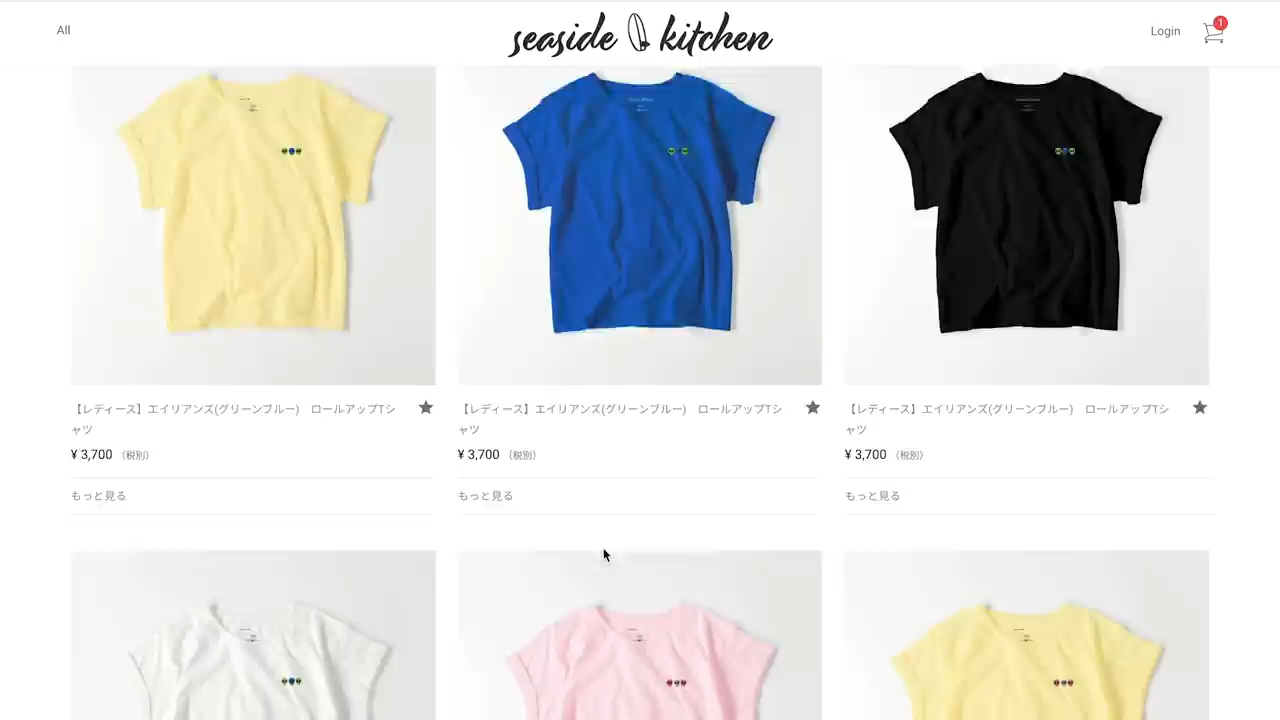 All
seaside kitchen
Login
1
【レディース】エイリアンズ(グリーンブルー)　ロールアップTシ
ャツ
¥ 3,700 （税別）
もっと見る
【レディース】エイリアンズ(グリーンブルー)　ロールアップTシ
ャツ
¥ 3,700 （税別）
もっと見る
【レディース】エイリアンズ(グリーンブルー)　ロールアップTシ
ャツ
¥ 3,700 （税別）
もっと見る